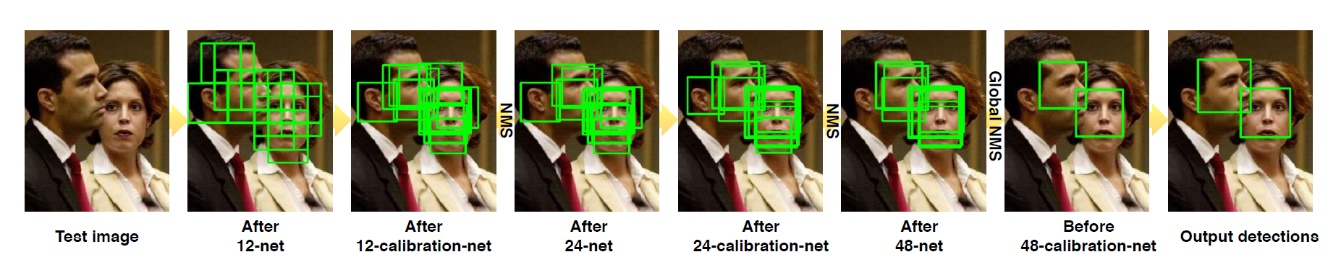 NMS
NMS
Global NMS
Test image
After
12-net
After
12-calibration-net
After
24-net
After
24-calibration-net
After
48-net
Before
48-calibration-net
Output detections